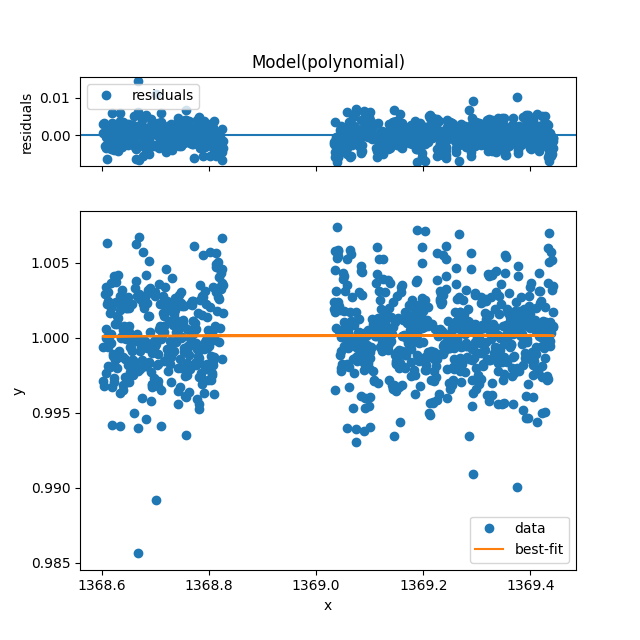 Model(polynomial)
residuals
0.01
0.00
residuals
1.005
1.000
0.995
0.990
0.985
y
data
best-fit
1368.6 1368.8 1369.0 1369.2 1369.4
x